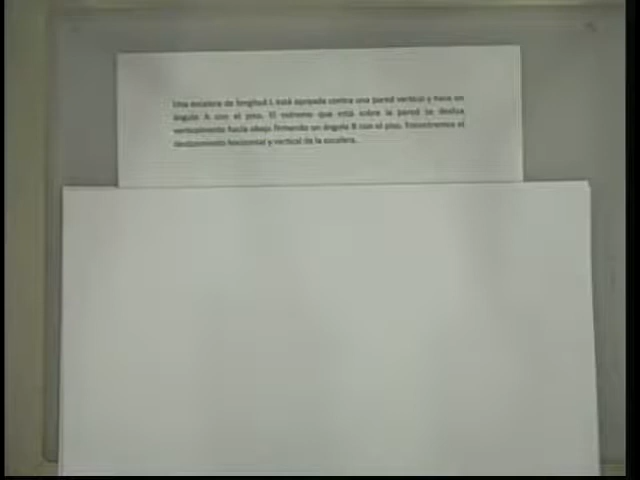 Una escalera de longitud L está apoyada contra una pared vertical y hace un
ángulo A con el piso. El extremo que está sobre la pared se desliza
verticalmente hacia abajo formando un ángulo B con el piso. Encontremos el
deslizamiento horizontal y vertical de la escalera.